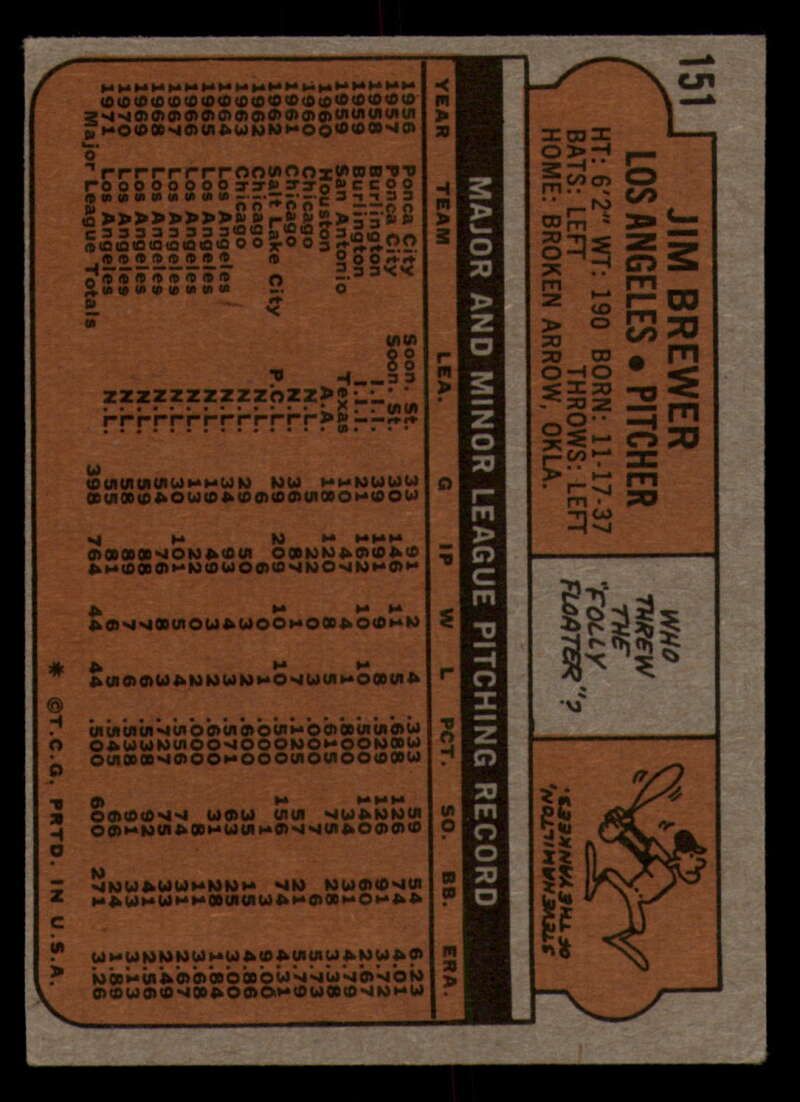 151
JIM BREWER
LOS ANGELES • PITCHER
HT: 6'2" WT: 190 BORN: 11-17-37
BATS: LEFT THROWS: LEFT
HOME: BROKEN ARROW, OKLA.
WHO
THREW
THE
"FOLLY
FLOATER"?
STEVE HAMILTON,
OF THE YANKEES.
MAJOR AND MINOR LEAGUE PITCHING RECORD
YEAR TEAM LEA. G IP W L PCT. SO. BB. ERA.
1956 Ponca City Soon. St. 33 91 2 4 .333 59 54 6.23
1957 Ponca City Soon. St. 30 146 11 5 .688 126 74 4.01
1958 Burlington I.I.I. 39 191 9 8 .529 126 91 3.72
1959 Burlington I.I.I. 21 162 10 10 .500 140 60 2.67
1959 San Antonio Texas 10 47 4 1 .800 34 31 4.79
1960 Houston A.A. 18 120 8 5 .615 75 28 3.38
1960 Chicago N.L. 5 22 0 3 .000 7 6 5.73
1961 Chicago N.L. 36 87 1 7 .125 57 21 5.79
1962 Salt Lake City P.C.L. 29 209 10 10 .500 156 74 4.31
1962 Chicago N.L. 6 6 0 1 .000 1 3 9.00
1963 Chicago N.L. 29 50 3 2 .600 35 15 4.86
1964 Los Angeles N.L. 34 93 4 3 .571 63 25 3.00
1965 Los Angeles N.L. 19 49 3 2 .600 31 28 1.84
1966 Los Angeles N.L. 13 22 0 2 .000 8 11 3.68
1967 Los Angeles N.L. 30 101 5 4 .556 74 31 2.67
1968 Los Angeles N.L. 54 76 8 3 .727 75 33 2.49
1969 Los Angeles N.L. 59 88 7 6 .538 92 41 2.56
1970 Los Angeles N.L. 58 89 7 6 .538 91 33 3.13
1971 Los Angeles N.L. 55 81 6 5 .545 66 24 1.89
Major League Totals 398 764 44 44 .500 600 271 3.26
* ©T.C.G. PRTD. IN U.S.A.